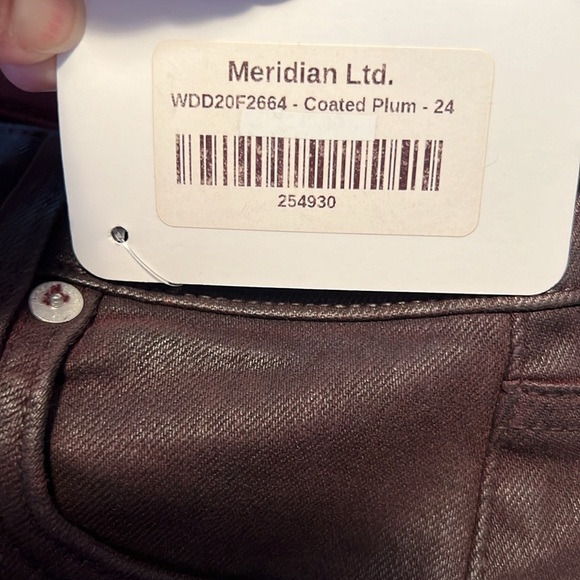 Meridian Ltd.
WDD20F2664 - Coated Plum - 24
254930